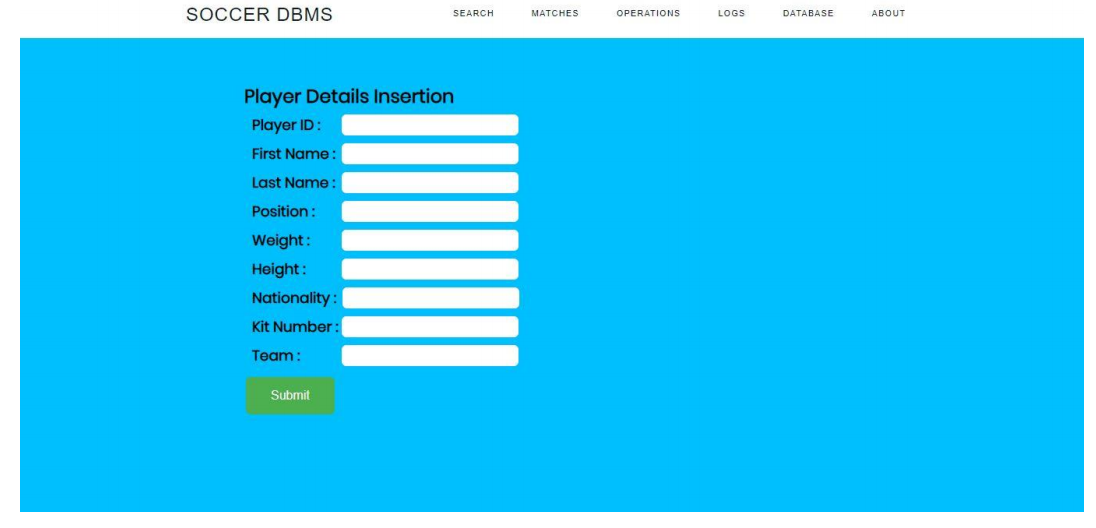 SOCCER DBMS SEARCH MATCHES OPERATIONS LOGS DATABASE ABOUT
Player Details Insertion
Player ID :
First Name :
Last Name :
Position :
Weight :
Height :
Nationality :
Kit Number :
Team :
Submit